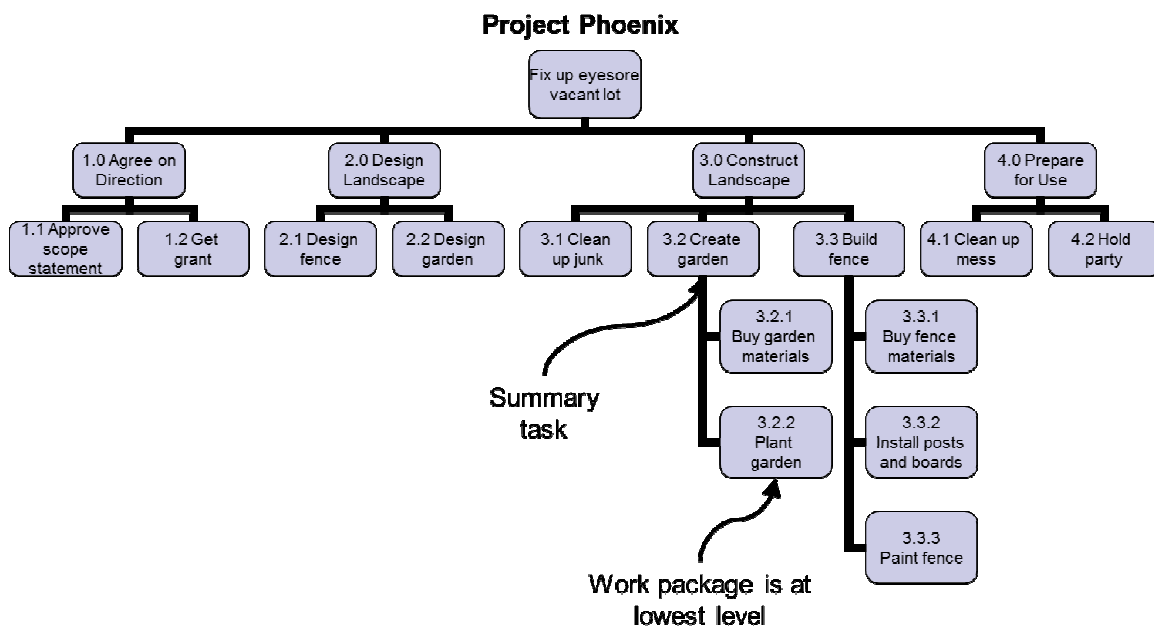 Project Phoenix
Fix up eyesore
vacant lot
1.0 Agree on
Direction
2.0 Design
Landscape
3.0 Construct
Landscape
4.0 Prepare
for Use
1.1 Approve
scope
statement
1.2 Get
grant
2.1 Design
fence
2.2 Design
garden
3.1 Clean
up junk
3.2 Create
garden
3.3 Build
fence
4.1 Clean up
mess
4.2 Hold
party
3.2.1
Buy garden
materials
3.3.1
Buy fence
materials
Summary
task
3.2.2
Plant
garden
3.3.2
Install posts
and boards
3.3.3
Paint fence
Work package is at
lowest level